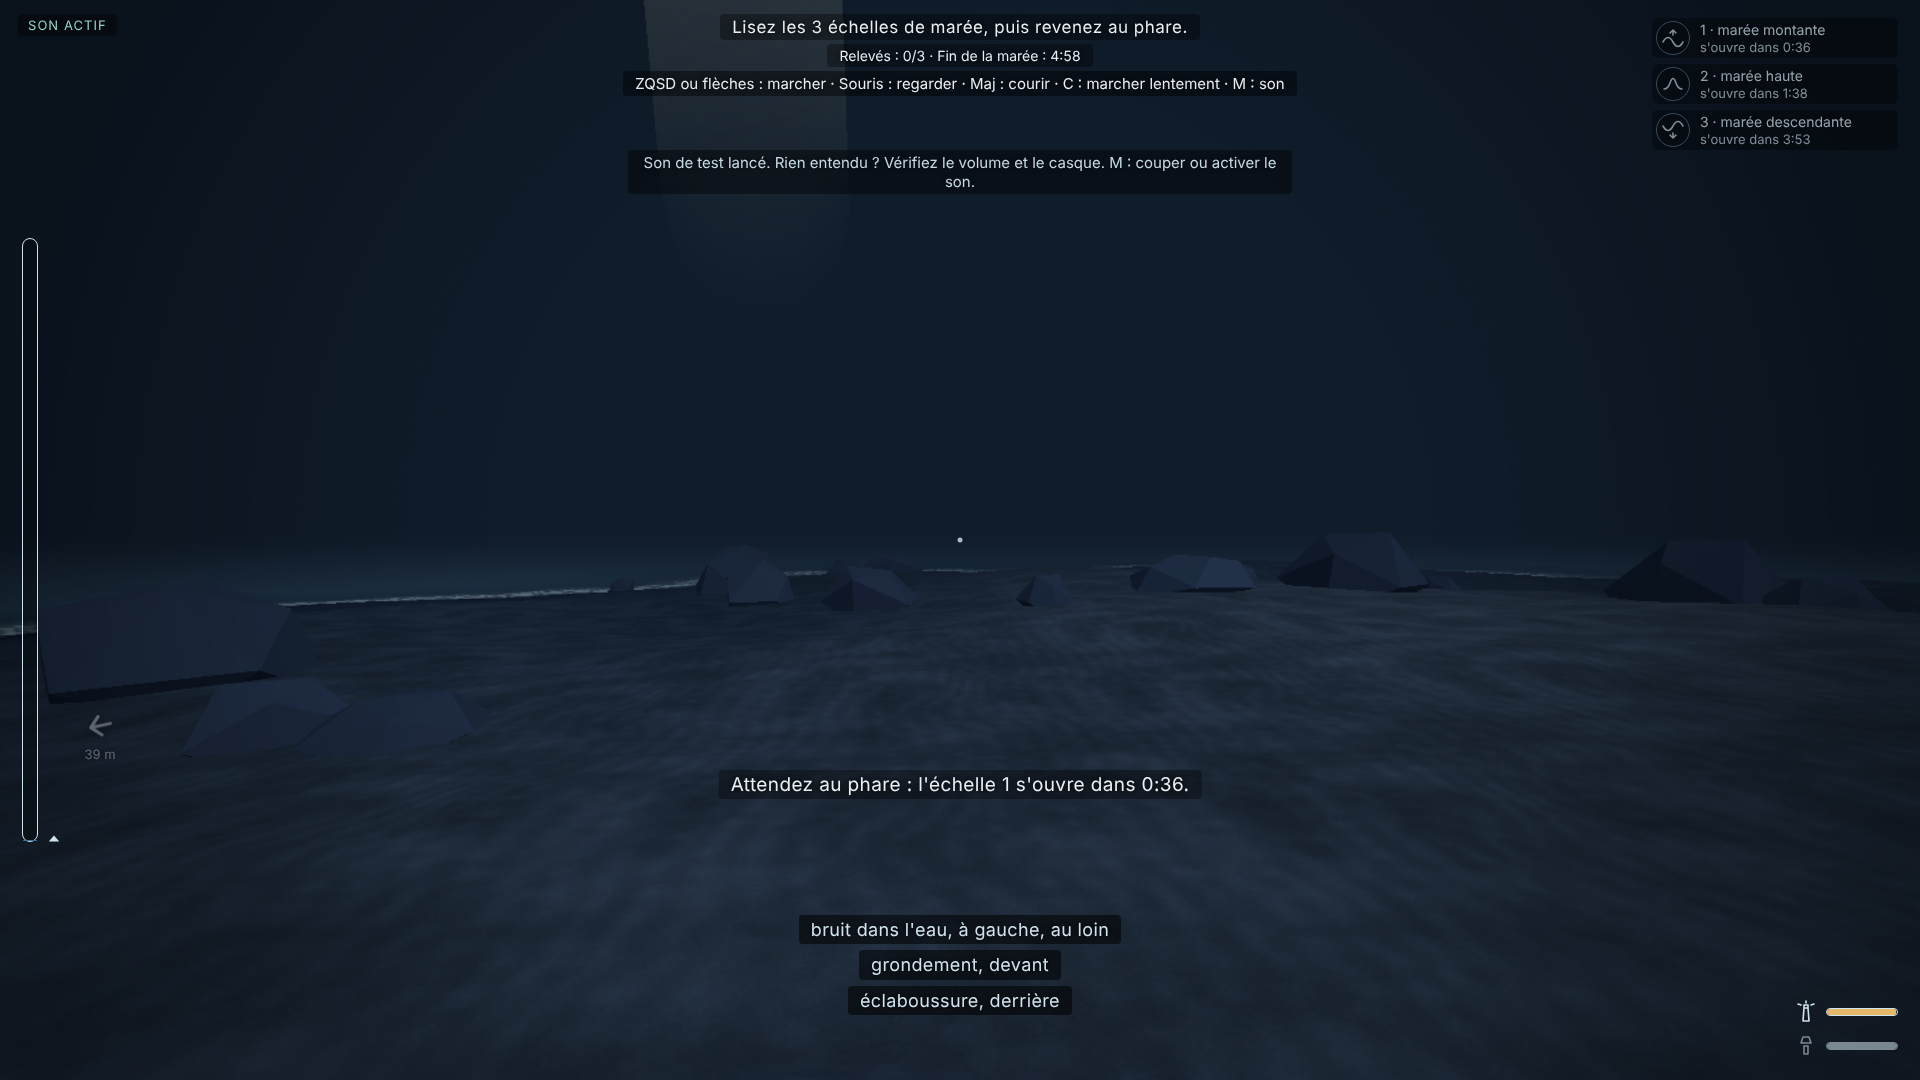 SON ACTIF
Lisez les 3 échelles de marée, puis revenez au phare.
Relevés : 0/3 · Fin de la marée : 4:58
ZQSD ou flèches : marcher · Souris : regarder · Maj : courir · C : marcher lentement · M : son
1 · marée montante
s'ouvre dans 0:36
2 · marée haute
s'ouvre dans 1:38
3 · marée descendante
s'ouvre dans 3:53
Son de test lancé. Rien entendu ? Vérifiez le volume et le casque. M : couper ou activer le
son.
39 m
Attendez au phare : l'échelle 1 s'ouvre dans 0:36.
bruit dans l'eau, à gauche, au loin
grondement, devant
éclaboussure, derrière